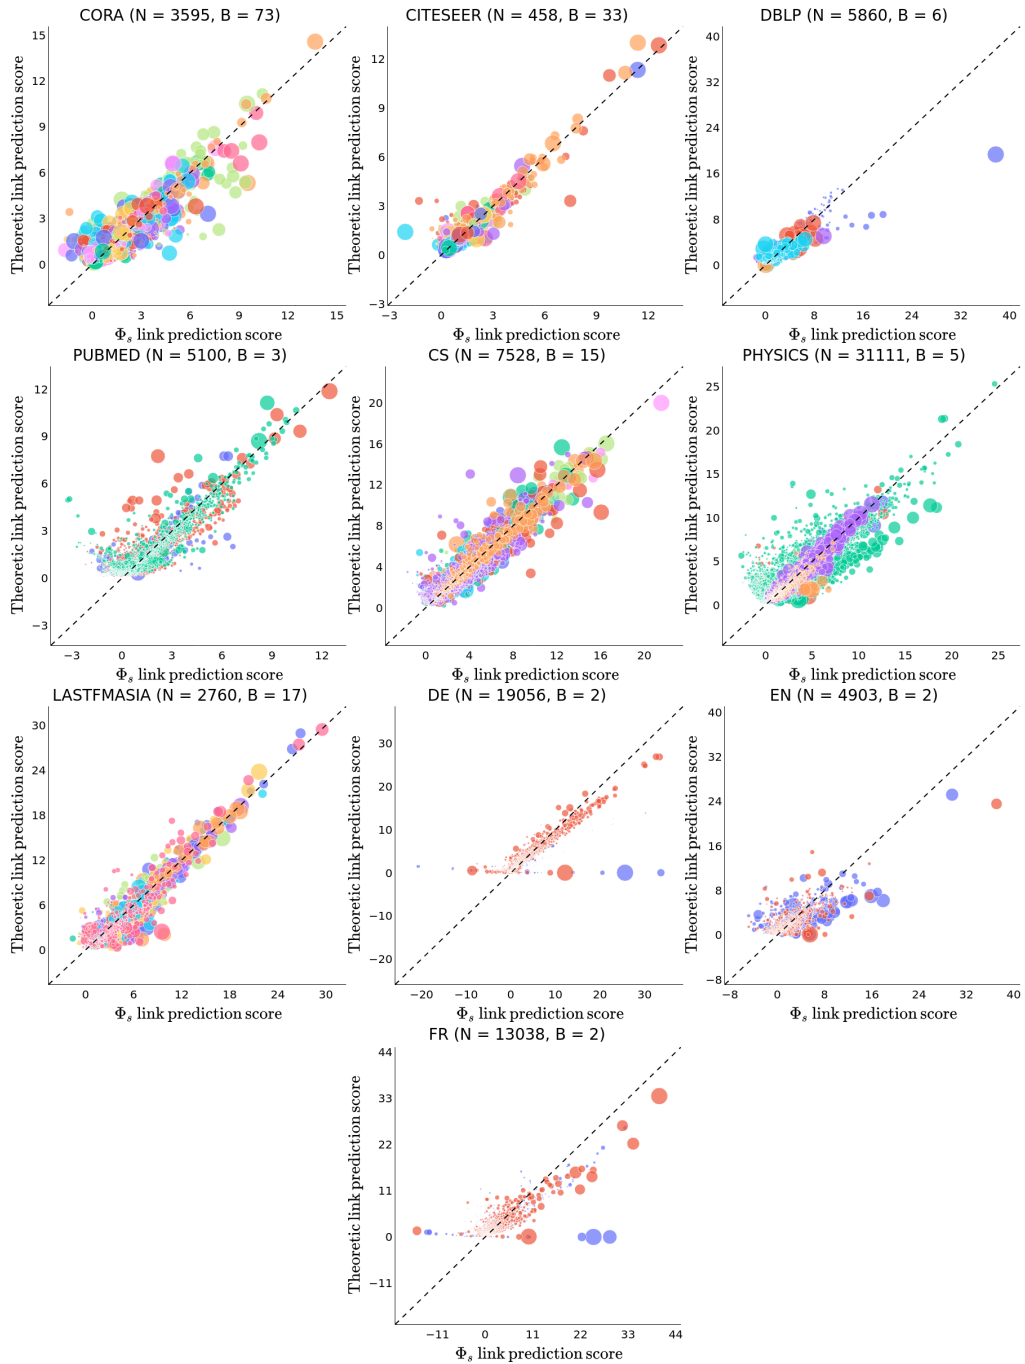 CORA (N = 3595, B = 73)
CITESEER (N = 458, B = 33)
DBLP (N = 5860, B = 6)
Theoretic link prediction score
15
12
9
6
3
0
0 3 6 9 12 15
Φs link prediction score
Theoretic link prediction score
12
9
6
3
0
−3
−3 0 3 6 9 12
Φs link prediction score
Theoretic link prediction score
40
32
24
16
8
0
0 8 16 24 32 40
Φs link prediction score
PUBMED (N = 5100, B = 3)
CS (N = 7528, B = 15)
PHYSICS (N = 31111, B = 5)
Theoretic link prediction score
12
9
6
3
0
−3
−3 0 3 6 9 12
Φs link prediction score
Theoretic link prediction score
20
16
12
8
4
0
0 4 8 12 16 20
Φs link prediction score
Theoretic link prediction score
25
20
15
10
5
0
0 5 10 15 20 25
Φs link prediction score
LASTFMASIA (N = 2760, B = 17)
DE (N = 19056, B = 2)
EN (N = 4903, B = 2)
Theoretic link prediction score
30
24
18
12
6
0
0 6 12 18 24 30
Φs link prediction score
Theoretic link prediction score
30
20
10
0
−10
−20
−20 −10 0 10 20 30
Φs link prediction score
Theoretic link prediction score
40
32
24
16
8
0
−8
−8 0 8 16 24 32 40
Φs link prediction score
FR (N = 13038, B = 2)
Theoretic link prediction score
44
33
22
11
0
−11
−11 0 11 22 33 44
Φs link prediction score